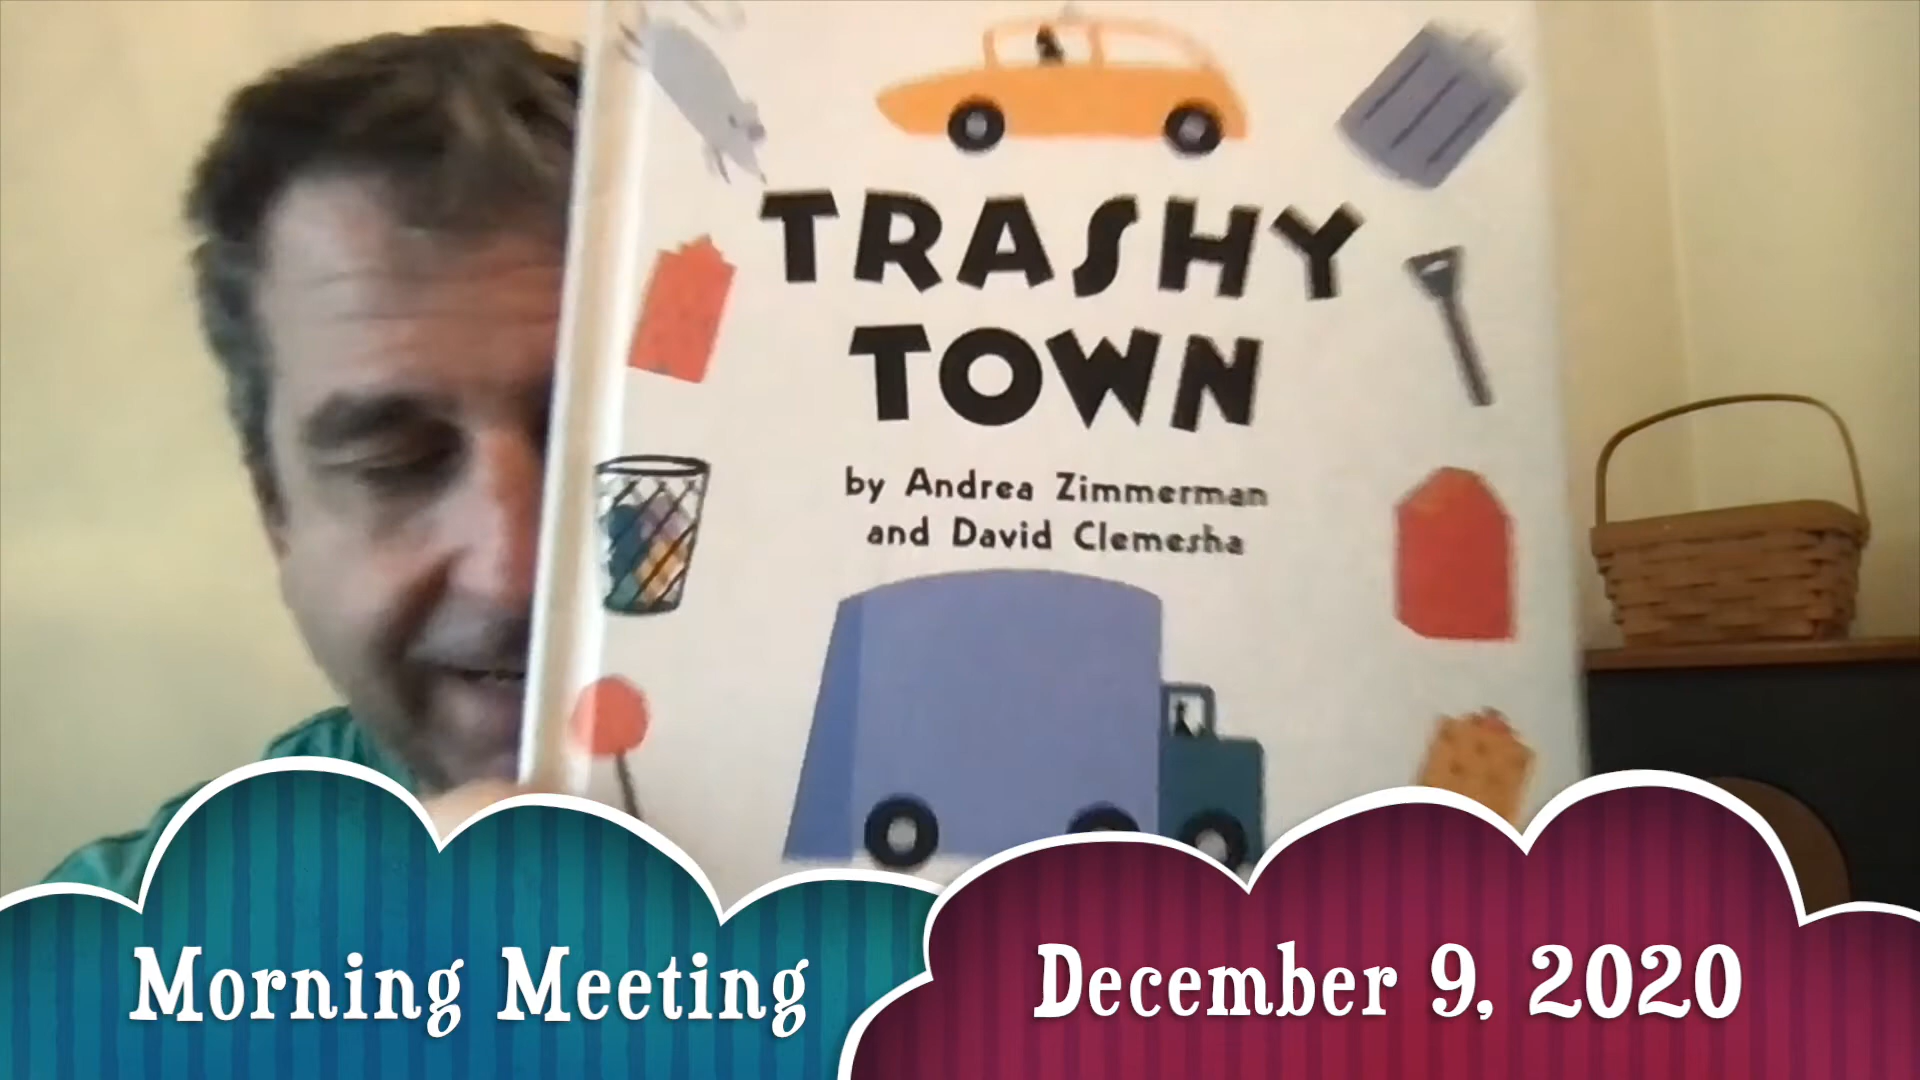 TRASHY
TOWN
by Andrea Zimmerman
and David Clemesha
Morning Meeting
December 9, 2020